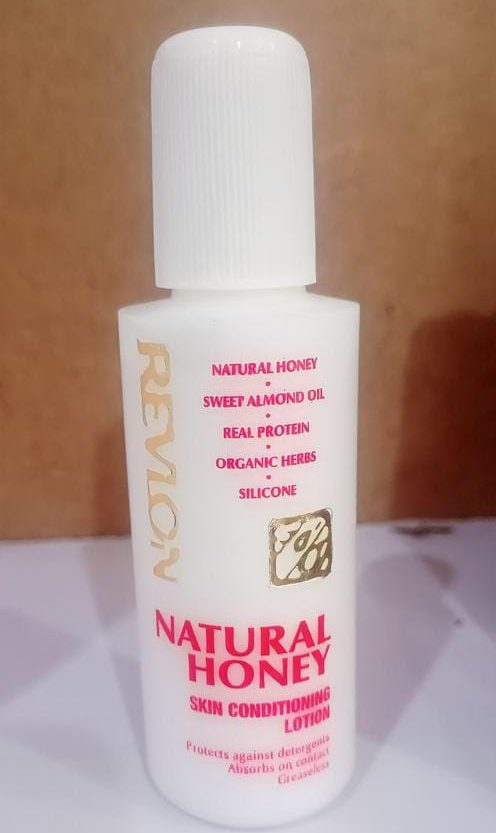 REVLON
NATURAL HONEY
•
SWEET ALMOND OIL
•
REAL PROTEIN
•
ORGANIC HERBS
•
SILICONE
NATURAL
HONEY
SKIN CONDITIONING
LOTION
Protects against detergents
Absorbs on contact
Greaseless